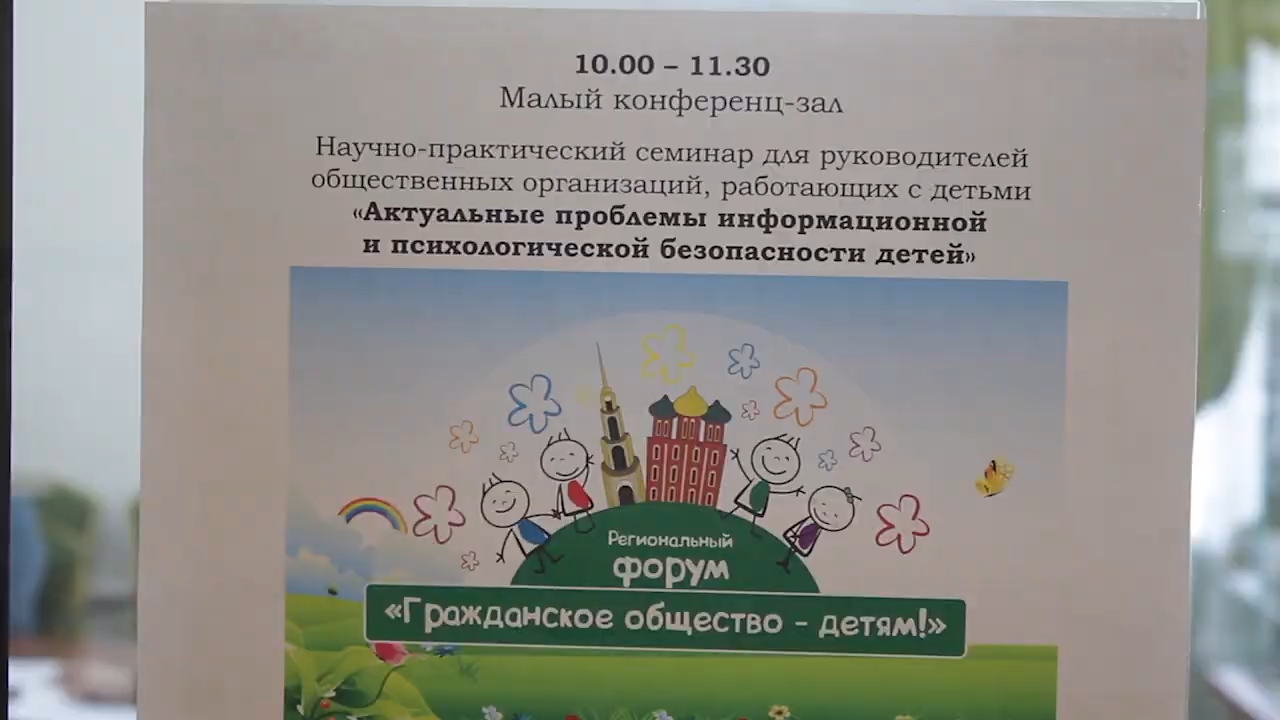 10.00 – 11.30
Малый конференц-зал
Научно-практический семинар для руководителей
общественных организаций, работающих с детьми
«Актуальные проблемы информационной
и психологической безопасности детей»
Региональный
форум
«Гражданское общество - детям!»